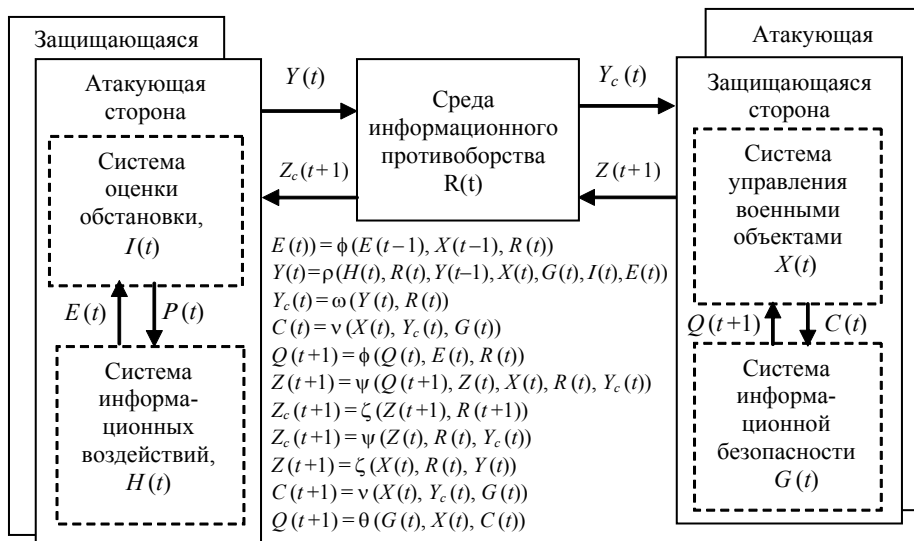 Защищающаяся
Атакующая
сторона
Система
оценки
обстановки,
I(t)
E(t)
P(t)
Система
информа-
ционных
воздействий,
H(t)
Y(t)
Z_c(t+1)
Среда
информационного
противоборства
R(t)
Y_c(t)
Z(t+1)
Атакующая
Защищающаяся
сторона
Система
управления
военными
объектами
X(t)
Q(t+1)
C(t)
Система
информа-
ционной
безопасности
G(t)
E(t))=ϕ(E(t−1), X(t−1), R(t))
Y(t)=ρ(H(t), R(t),Y(t−1), X(t), G(t), I(t),E(t))
Y_c(t)=ω(Y(t), R(t))
C(t)=ν(X(t), Y_c(t), G(t))
Q(t+1)=ϕ(Q(t), E(t), R(t))
Z(t+1)=ψ(Q(t+1), Z(t), X(t), R(t), Y_c(t))
Z_c(t+1)=ζ(Z(t+1), R(t+1))
Z_c(t+1)=ψ(Z(t), R(t), Y_c(t))
Z(t+1)=ζ(X(t), R(t), Y(t))
C(t+1)=ν(X(t), Y_c(t), G(t))
Q(t+1)=θ(G(t), X(t), C(t))